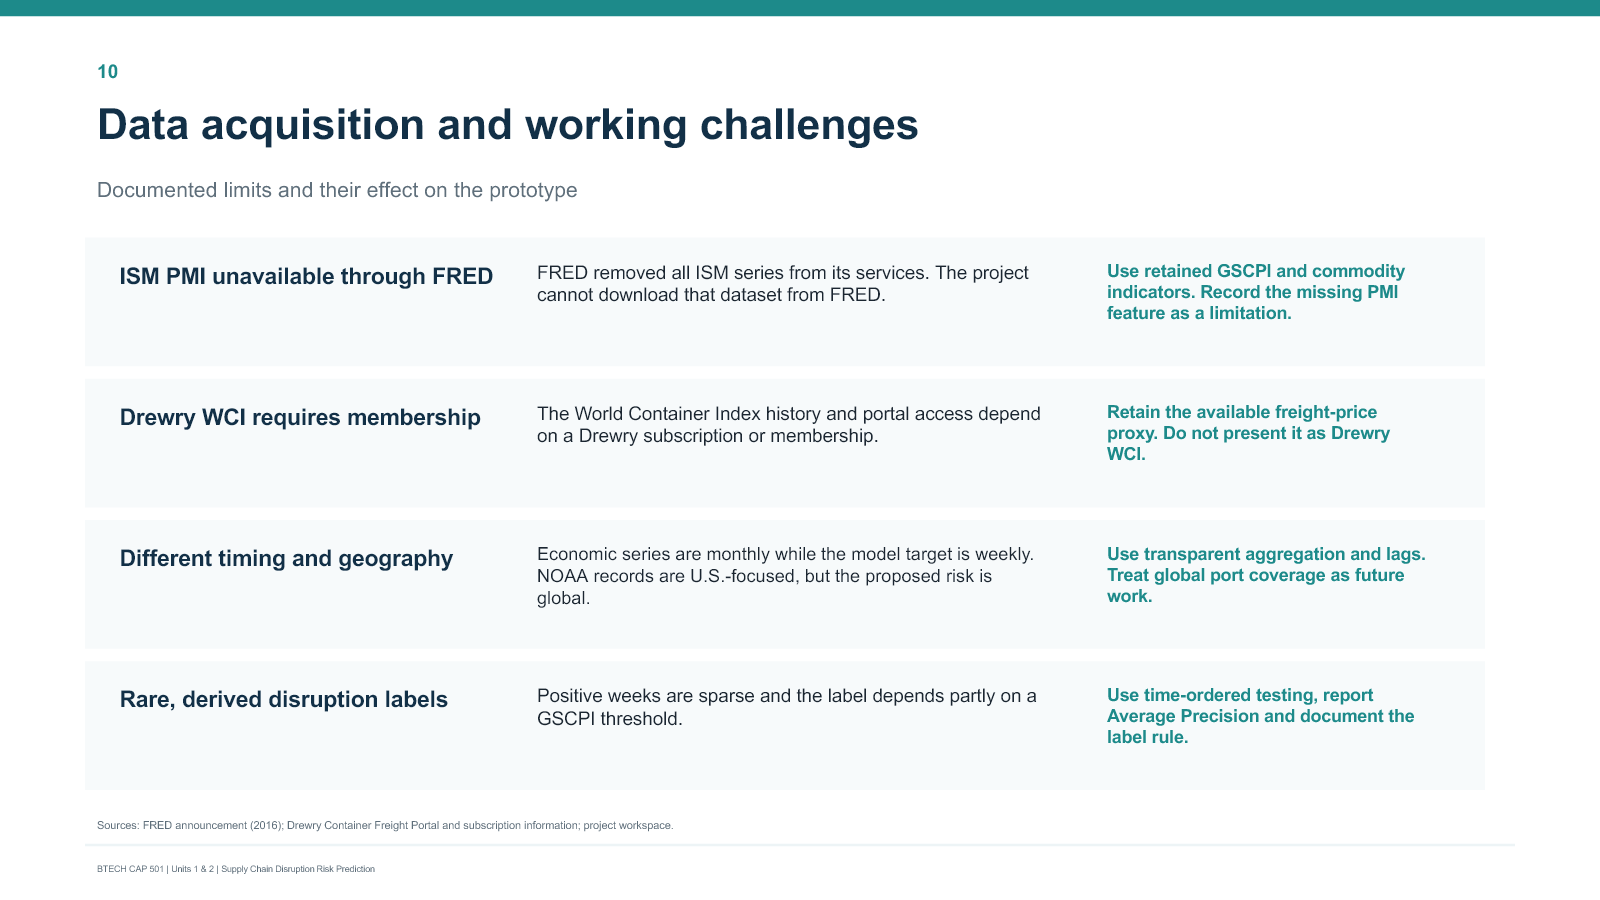 10
Data acquisition and working challenges
Documented limits and their effect on the prototype
ISM PMI unavailable through FRED
FRED removed all ISM series from its services. The project
cannot download that dataset from FRED.
Use retained GSCPI and commodity
indicators. Record the missing PMI
feature as a limitation.
Drewry WCI requires membership
The World Container Index history and portal access depend
on a Drewry subscription or membership.
Retain the available freight-price
proxy. Do not present it as Drewry
WCI.
Different timing and geography
Economic series are monthly while the model target is weekly.
NOAA records are U.S.-focused, but the proposed risk is
global.
Use transparent aggregation and lags.
Treat global port coverage as future
work.
Rare, derived disruption labels
Positive weeks are sparse and the label depends partly on a
GSCPI threshold.
Use time-ordered testing, report
Average Precision and document the
label rule.
Sources: FRED announcement (2016); Drewry Container Freight Portal and subscription information; project workspace.
BTECH CAP 501 | Units 1 & 2 | Supply Chain Disruption Risk Prediction